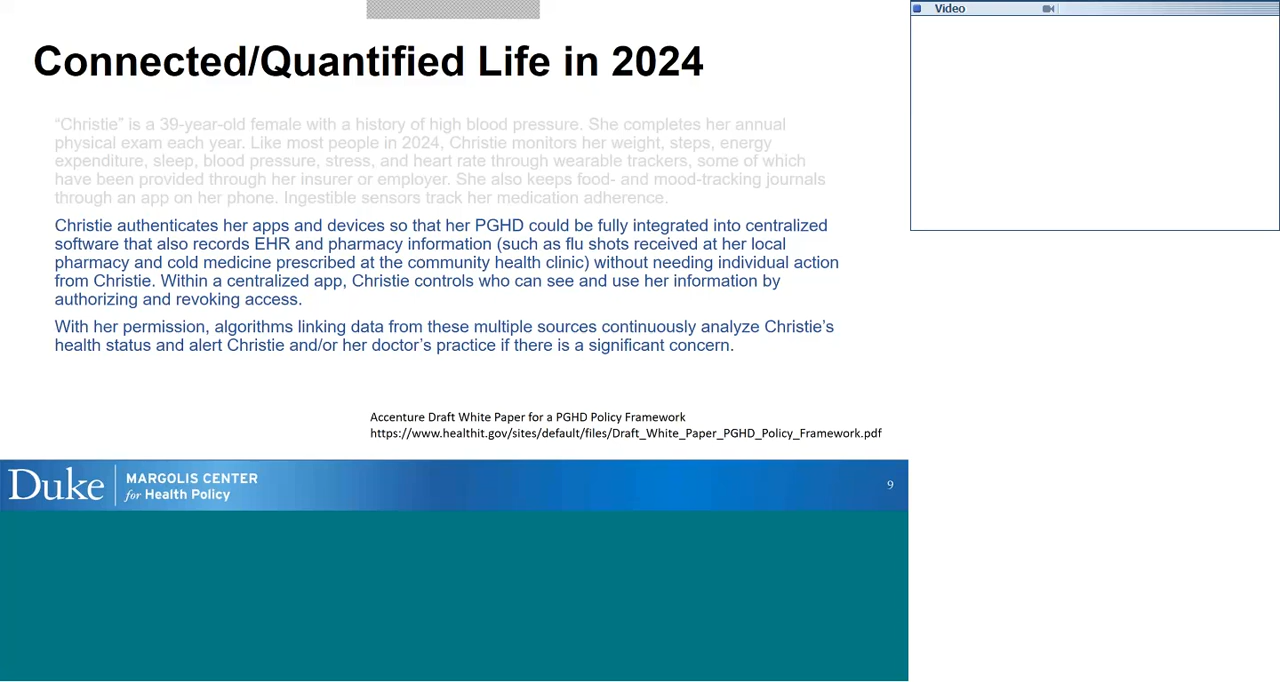 Video
Connected/Quantified Life in 2024
“Christie” is a 39-year-old female with a history of high blood pressure. She completes her annual
physical exam each year. Like most people in 2024, Christie monitors her weight, steps, energy
expenditure, sleep, blood pressure, stress, and heart rate through wearable trackers, some of which
have been provided through her insurer or employer. She also keeps food- and mood-tracking journals
through an app on her phone. Ingestible sensors track her medication adherence.
Christie authenticates her apps and devices so that her PGHD could be fully integrated into centralized
software that also records EHR and pharmacy information (such as flu shots received at her local
pharmacy and cold medicine prescribed at the community health clinic) without needing individual action
from Christie. Within a centralized app, Christie controls who can see and use her information by
authorizing and revoking access.
With her permission, algorithms linking data from these multiple sources continuously analyze Christie’s
health status and alert Christie and/or her doctor’s practice if there is a significant concern.
Accenture Draft White Paper for a PGHD Policy Framework
https://www.healthit.gov/sites/default/files/Draft_White_Paper_PGHD_Policy_Framework.pdf
Duke
MARGOLIS CENTER
for Health Policy
9